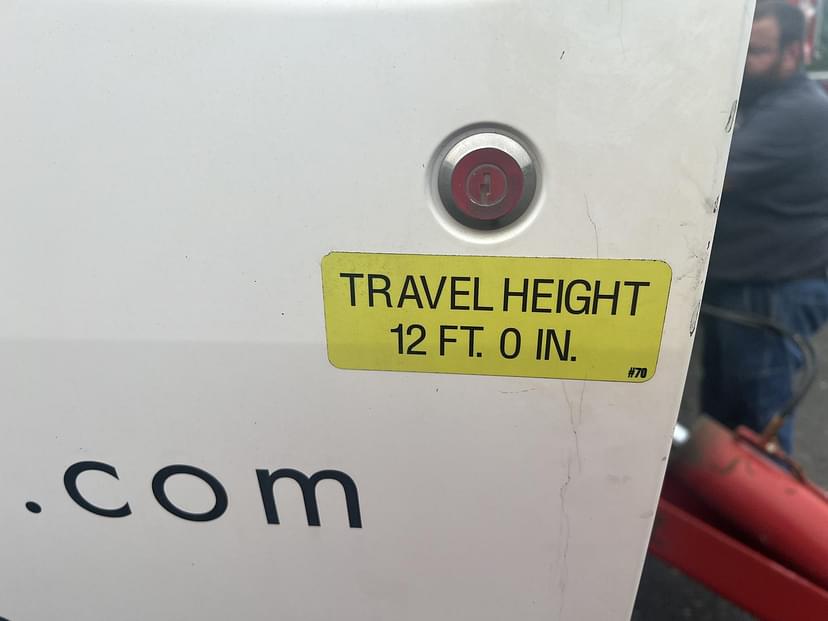 TRAVEL HEIGHT
12 FT. 0 IN.
#70
.com